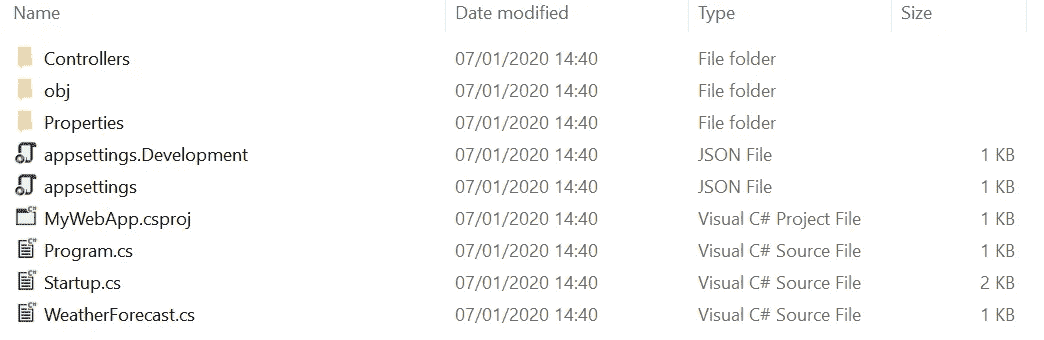 Name Date modified Type Size
Controllers 07/01/2020 14:40 File folder
obj 07/01/2020 14:40 File folder
Properties 07/01/2020 14:40 File folder
appsettings.Development 07/01/2020 14:40 JSON File 1 KB
appsettings 07/01/2020 14:40 JSON File 1 KB
MyWebApp.csproj 07/01/2020 14:40 Visual C# Project File 1 KB
Program.cs 07/01/2020 14:40 Visual C# Source File 1 KB
Startup.cs 07/01/2020 14:40 Visual C# Source File 2 KB
WeatherForecast.cs 07/01/2020 14:40 Visual C# Source File 1 KB